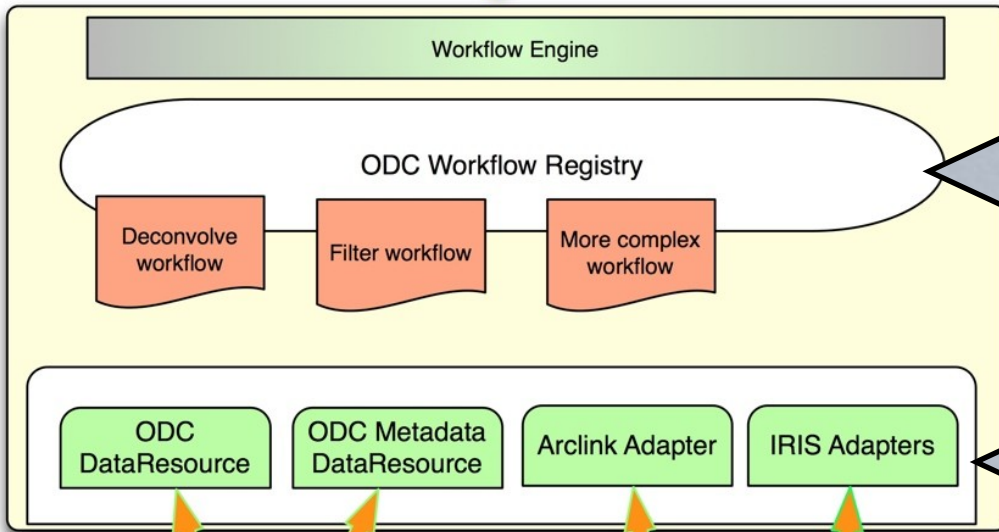 Workflow Engine
ODC Workflow Registry
Deconvolve
workflow
Filter workflow
More complex
workflow
ODC
DataResource
ODC Metadata
DataResource
Arclink Adapter
IRIS Adapters